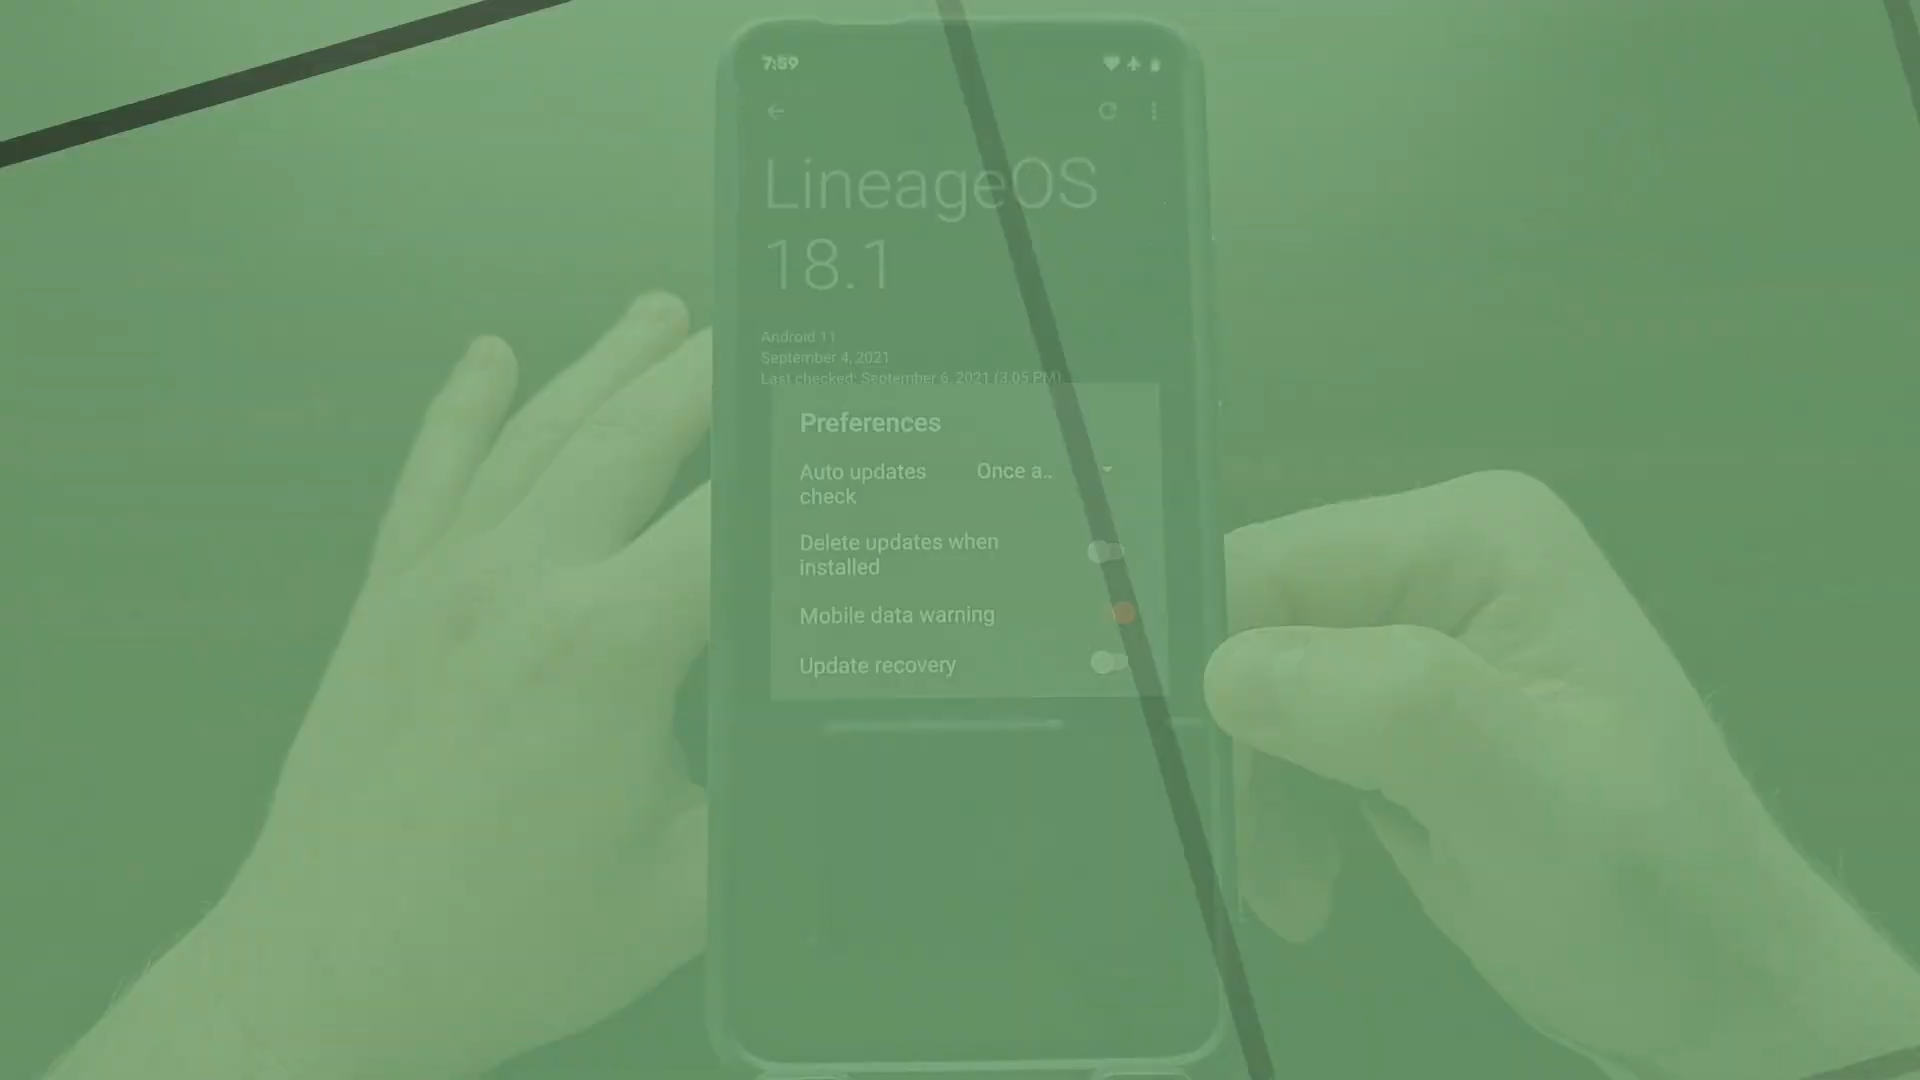 7:59
LineageOS
18.1
Android 11
September 4, 2021
Last checked: September 6, 2021 (3:05 PM)
Preferences
Auto updates check
Once a..
Delete updates when
installed
Mobile data warning
Update recovery